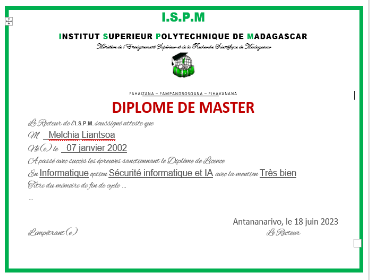 I.S.P.M
INSTITUT SUPERIEUR POLYTECHNIQUE DE MADAGASCAR
Ministère de l'Enseignement Supérieur et de la Recherche Scientifique de Madagascar
FAHAIZANA – FAMPANDROSOANA – FIHAVANANA
DIPLOME DE MASTER
Le Recteur de l'I.S.P.M, soussigné atteste que
M. Melchia Liantsoa
Né(e) le 07 janvier 2002
A passé avec succès les épreuves sanctionnant le Diplôme de Licence
En Informatique option Sécurité informatique et IA avec la mention Très bien
Titre du mémoire de fin de cycle ...
...
Antananarivo, le 18 juin 2023
L'impétrant(e) Le Recteur